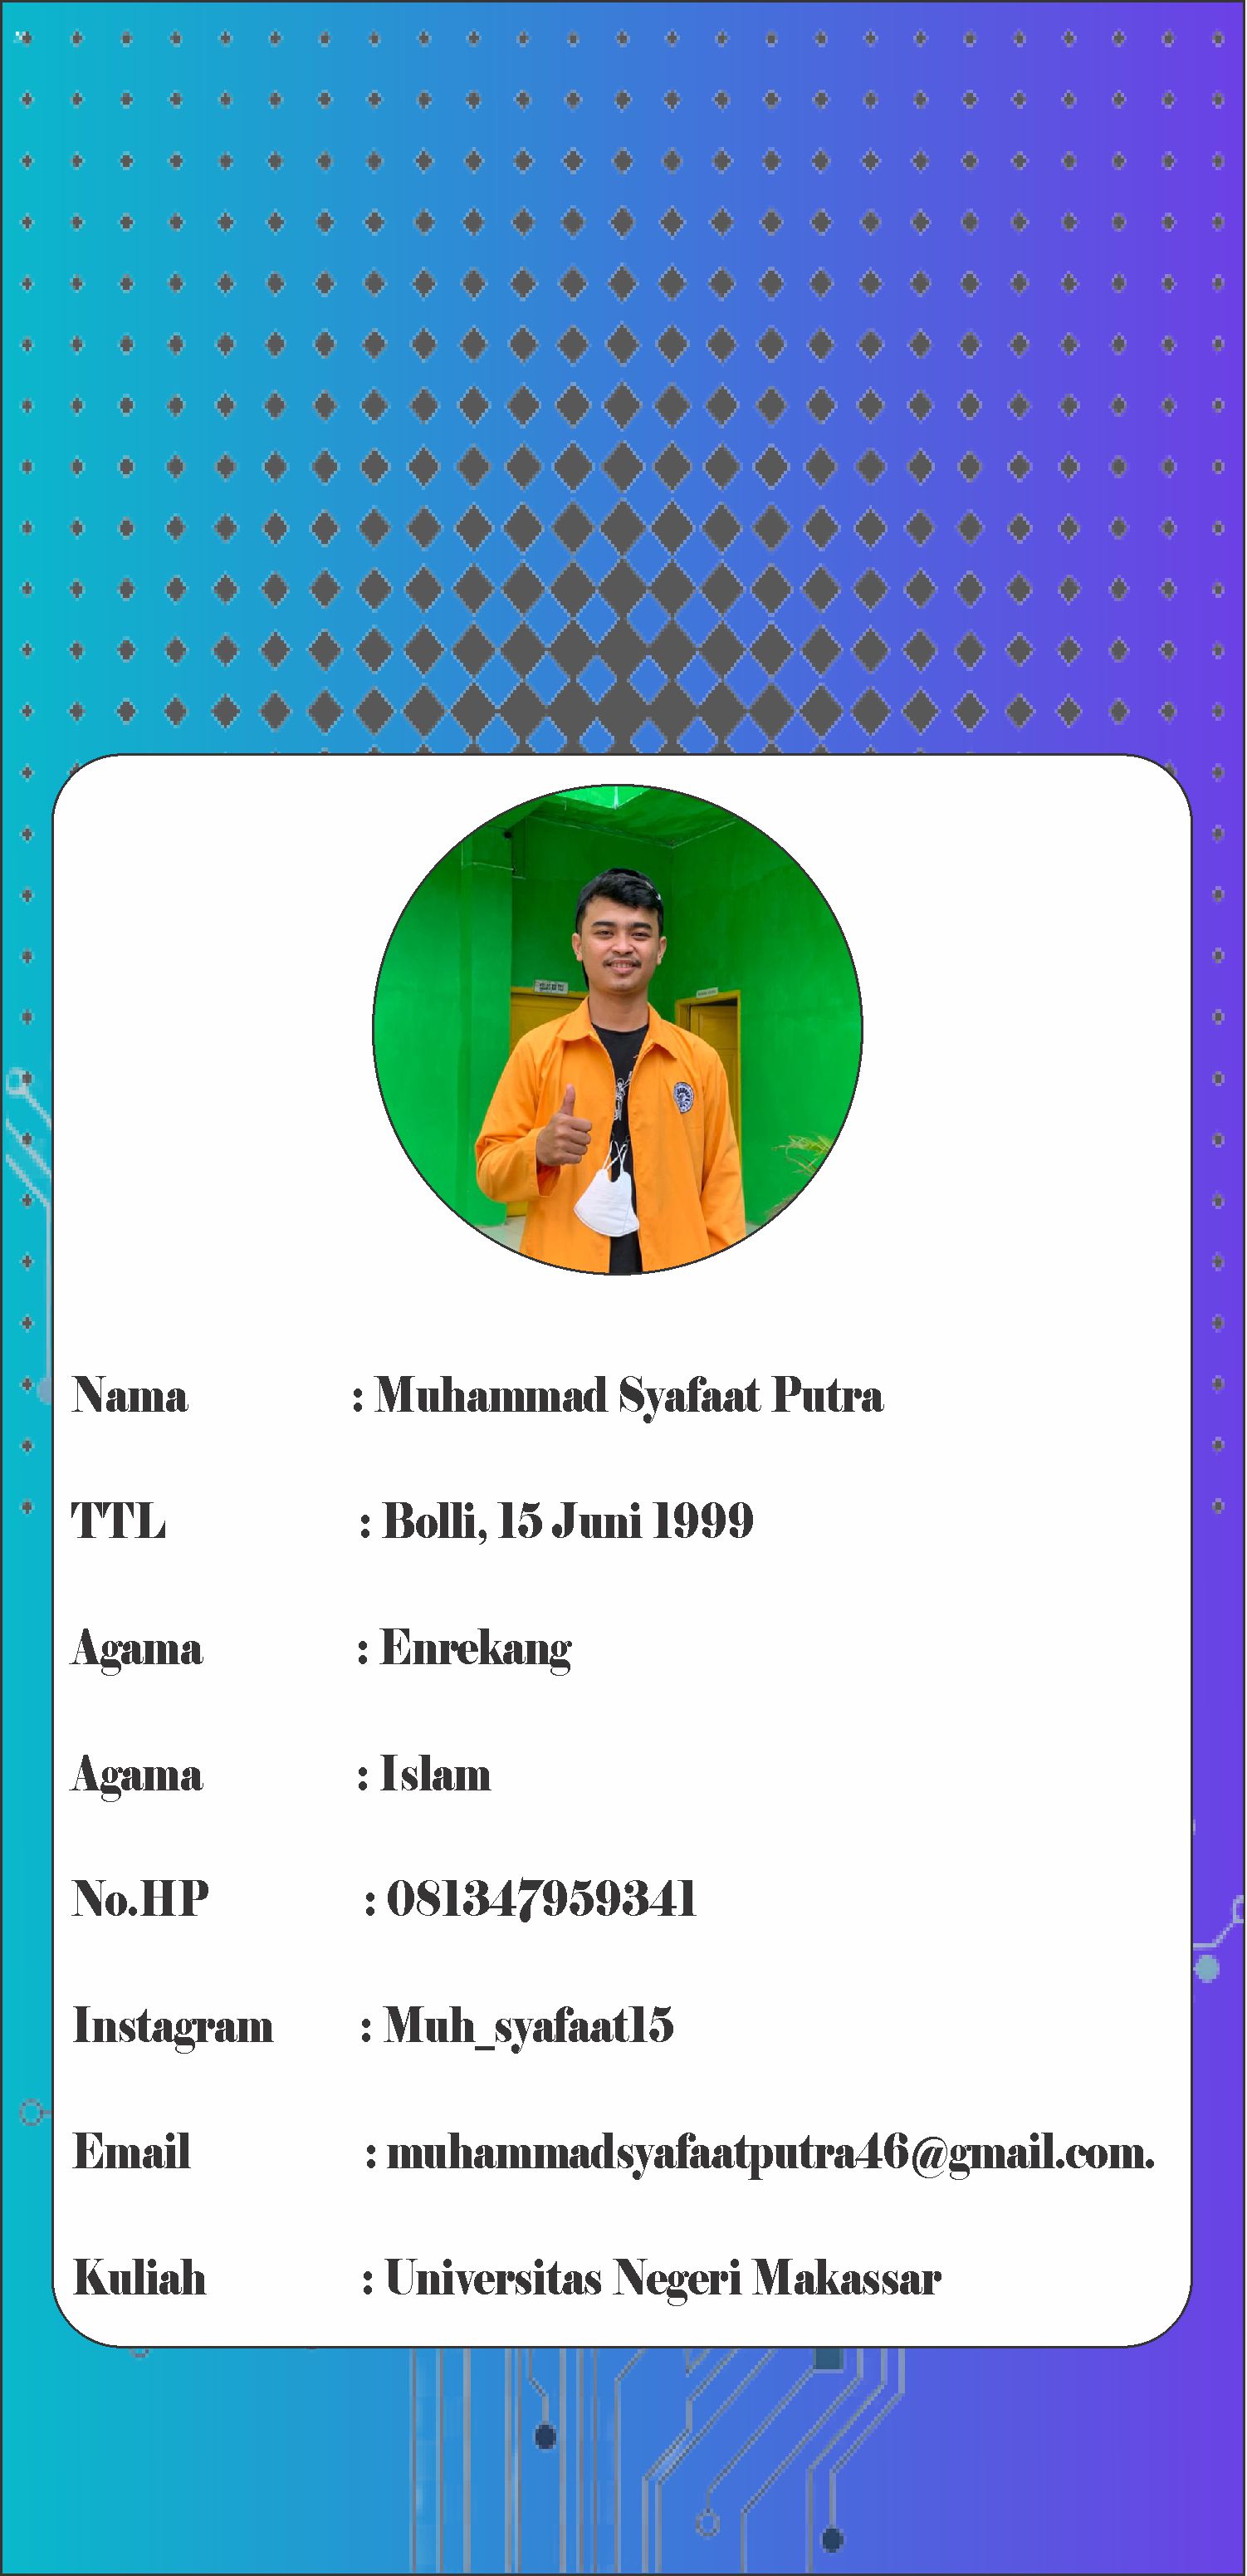 Nama : Muhammad Syafaat Putra
TTL : Bolli, 15 Juni 1999
Agama : Enrekang
Agama : Islam
No.HP : 081347959341
Instagram : Muh_syafaat15
Email : muhammadsyafaatputra46@gmail.com.
Kuliah : Universitas Negeri Makassar